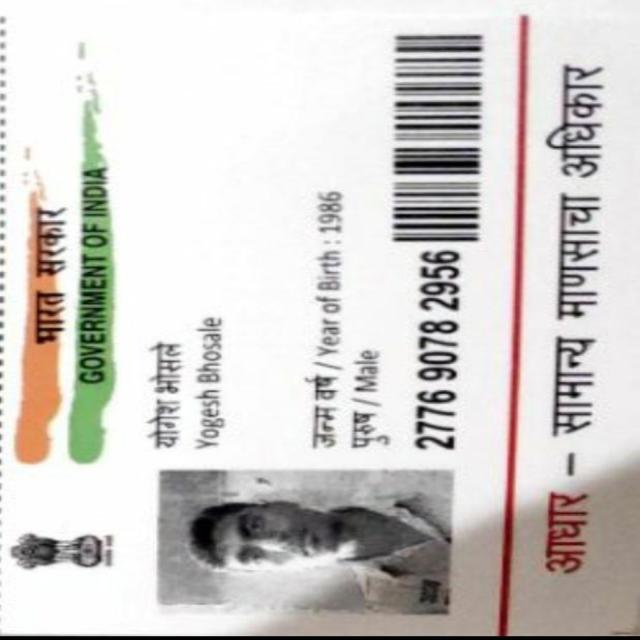 भारत सरकार
GOVERNMENT OF INDIA
योगेश भोसले
Yogesh Bhosale
जन्म वर्ष / Year of Birth : 1986
पुरुष / Male
2776 9078 2956
आधार – सामान्य माणसाचा अधिकार